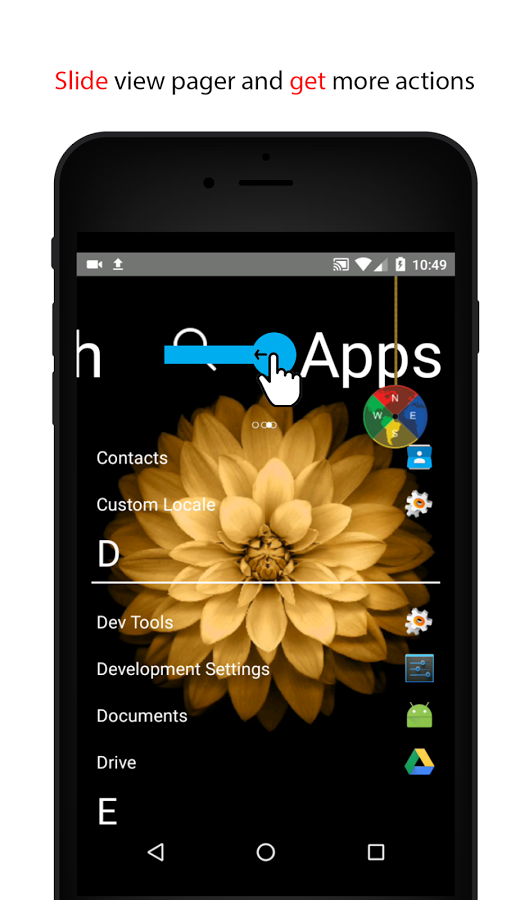 Slide view pager and get more actions
10:49
h Apps
N
W E
S
Contacts
Custom Locale
D
Dev Tools
Development Settings
Documents
Drive
E